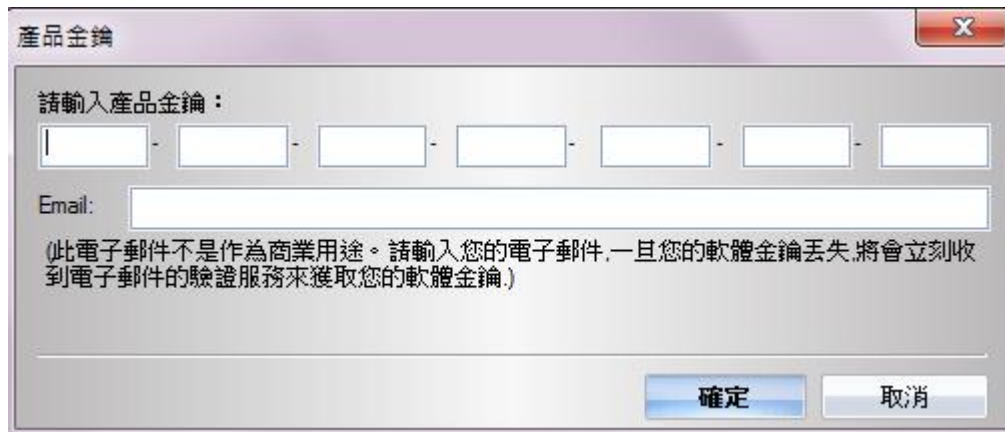 產品金鑰
請輸入產品金鑰：
- - - - - -
Email:
(此電子郵件不是作為商業用途。請輸入您的電子郵件,一旦您的軟體金鑰丟失,將會立刻收
到電子郵件的驗證服務來獲取您的軟體金鑰.)
確定 取消